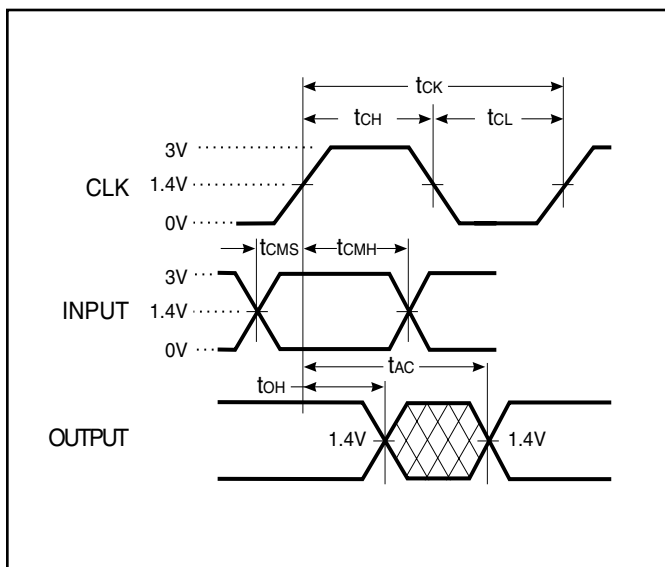 tCK
tCH tCL
3V
CLK 1.4V
0V
tCMS tCMH
3V
INPUT 1.4V
0V
tAC
tOH
OUTPUT 1.4V 1.4V